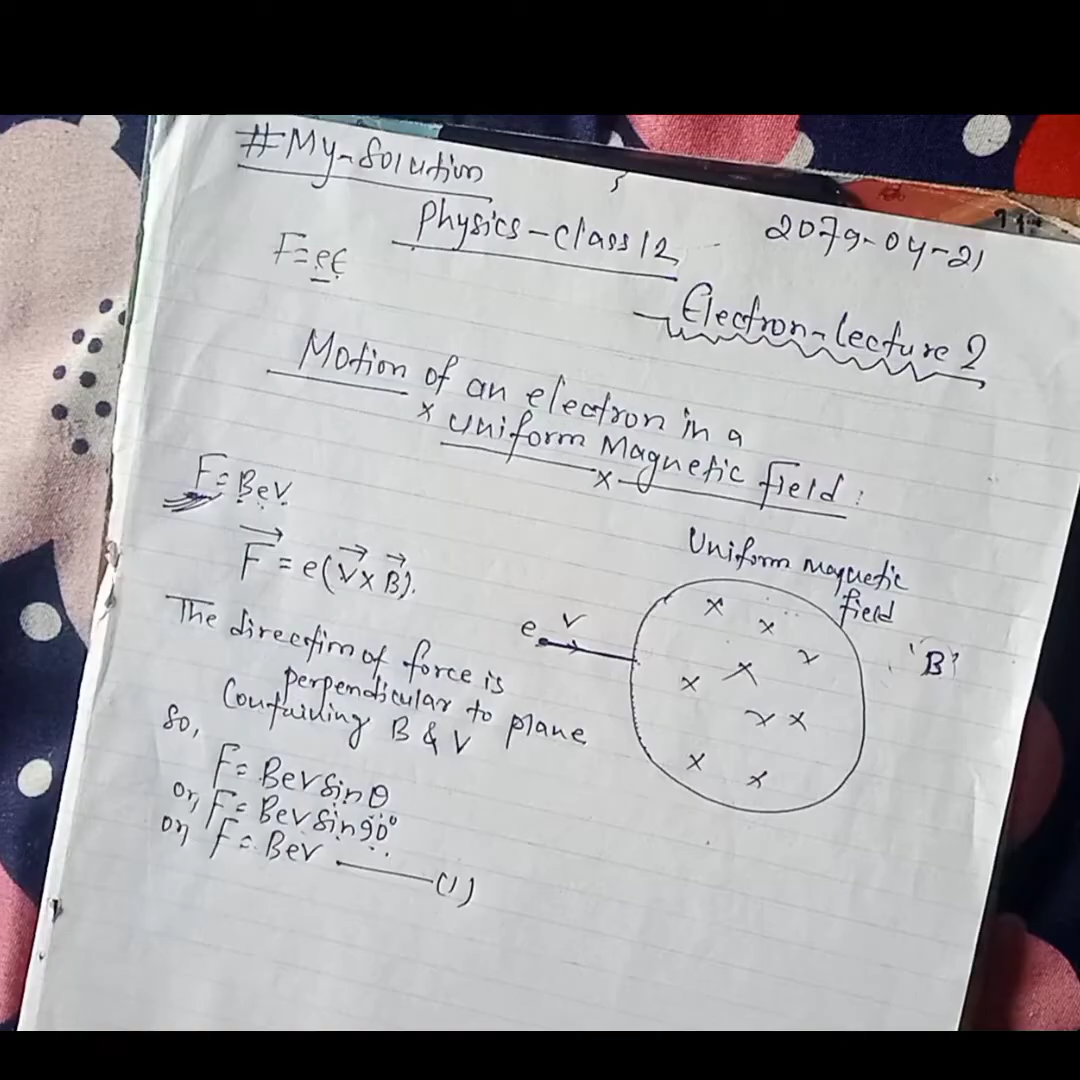 #My-Solution
Physics-class 12
2079-04-21
F=eE
Electron-lecture 2
Motion of an electron in a
× Uniform Magnetic field:
×
F=Bev
F = e(V × B).
Uniform magnetic
field
'B'
e v
The direction of force is
perpendicular to plane
Containing B & V
So,
F= Bev sinθ
or, F= Bev sin90°
or F= Bev —(1)